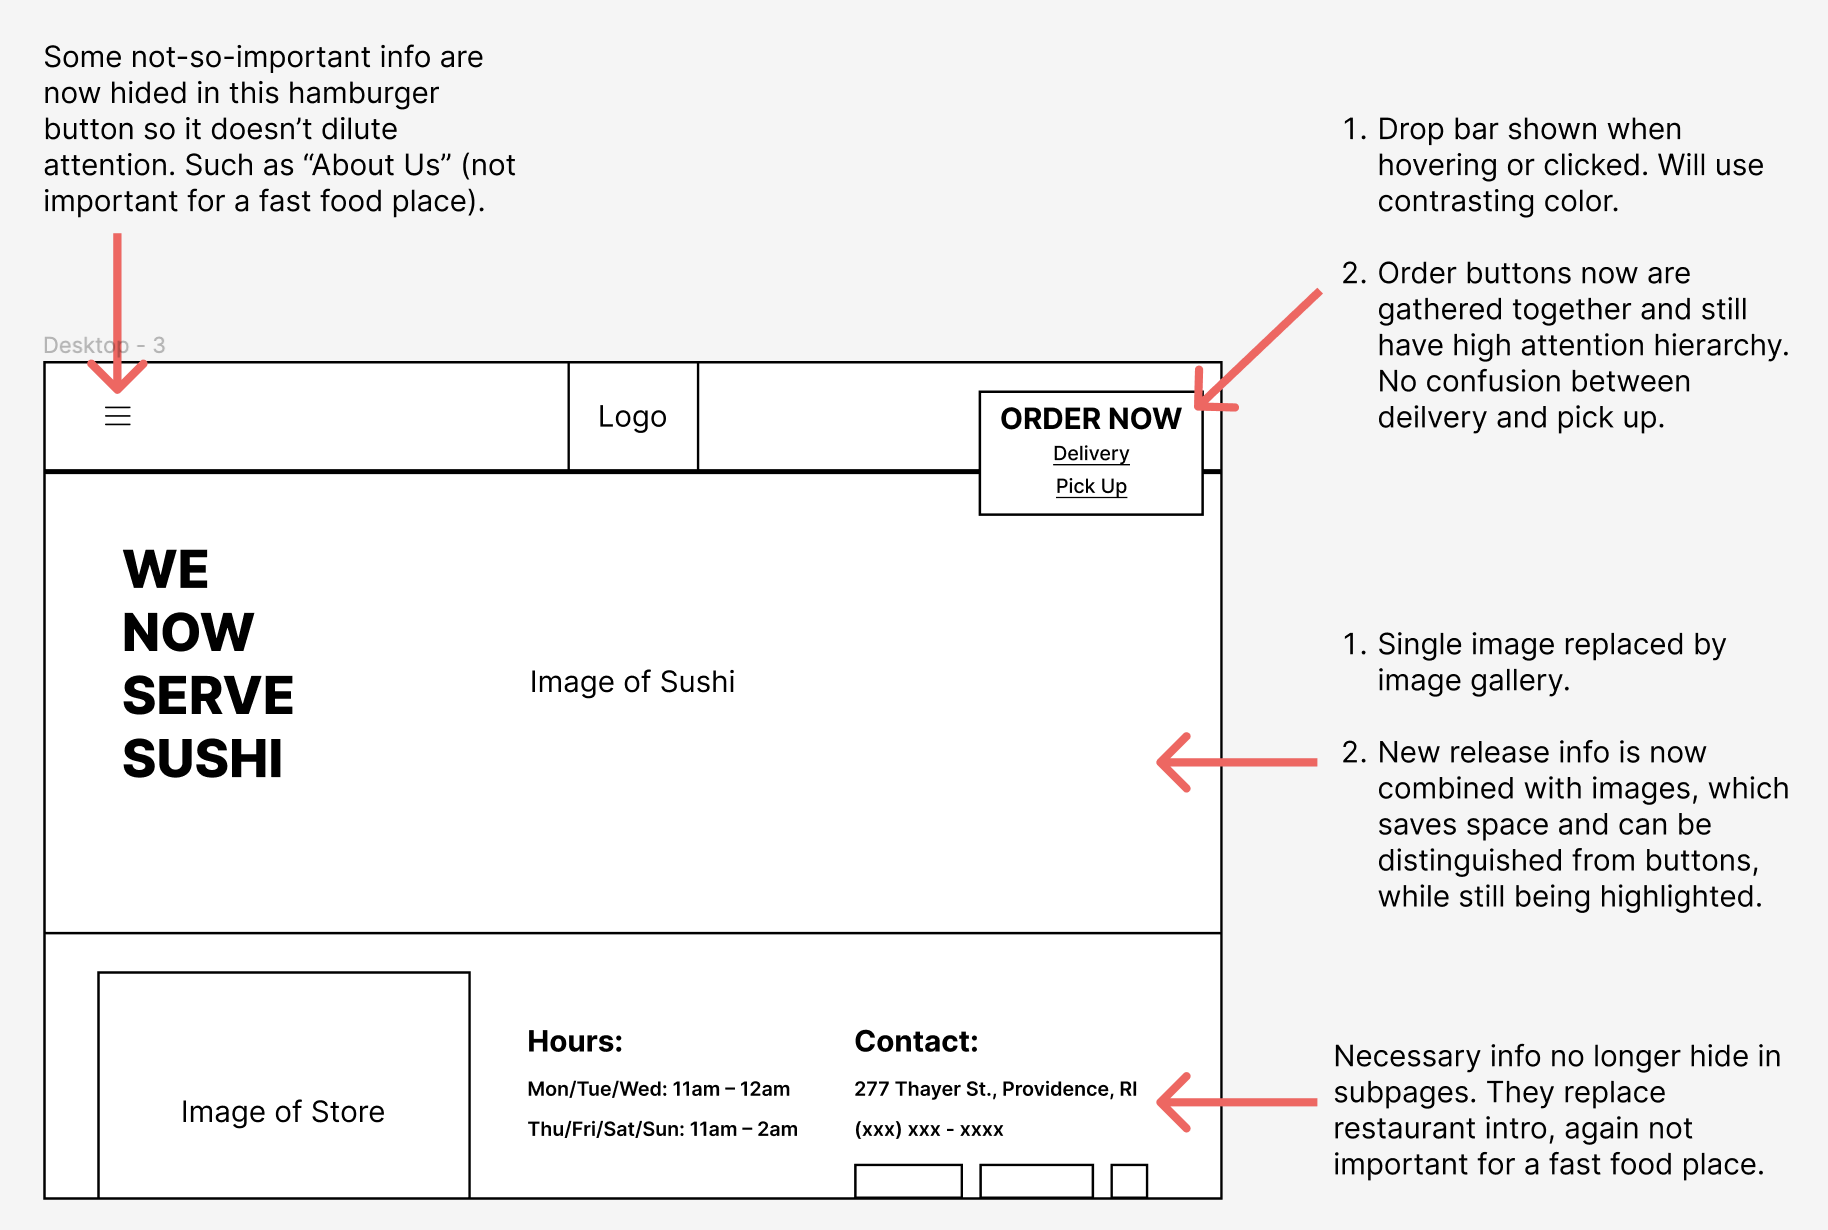 Some not-so-important info are
now hided in this hamburger
button so it doesn’t dilute
attention. Such as “About Us” (not
important for a fast food place).
1. Drop bar shown when
hovering or clicked. Will use
contrasting color.
2. Order buttons now are
gathered together and still
have high attention hierarchy.
No confusion between
deilvery and pick up.
Desktop - 3
Logo
ORDER NOW
Delivery
Pick Up
WE
NOW
SERVE
SUSHI
Image of Sushi
1. Single image replaced by
image gallery.
2. New release info is now
combined with images, which
saves space and can be
distinguished from buttons,
while still being highlighted.
Image of Store
Hours:
Mon/Tue/Wed: 11am – 12am
Thu/Fri/Sat/Sun: 11am – 2am
Contact:
277 Thayer St., Providence, RI
(xxx) xxx - xxxx
Necessary info no longer hide in
subpages. They replace
restaurant intro, again not
important for a fast food place.